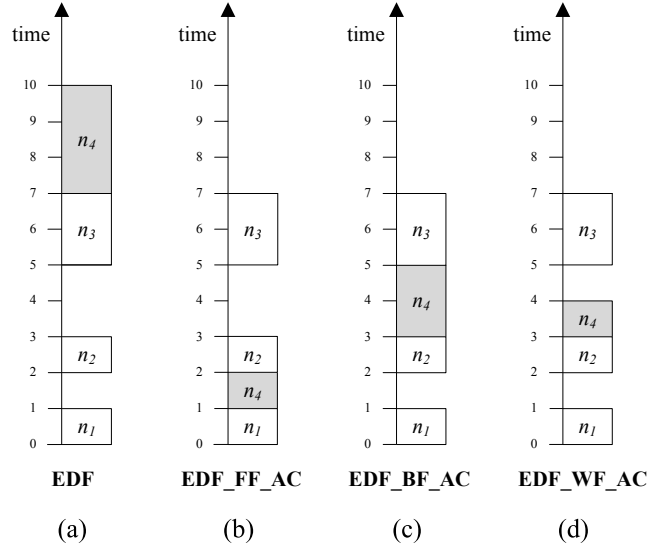 time time time time
10 10 10 10
9 n4 9 9 9
8 8 8 8
7 7 7 7
6 n3 6 n3 6 n3 6 n3
5 5 5 5
4 4 4 n4 4
3 3 3 3 n4
n2 n2 n2 n2
2 2 2 2
n4
1 1 1 1
n1 n1 n1 n1
0 0 0 0
EDF EDF_FF_AC EDF_BF_AC EDF_WF_AC
(a) (b) (c) (d)